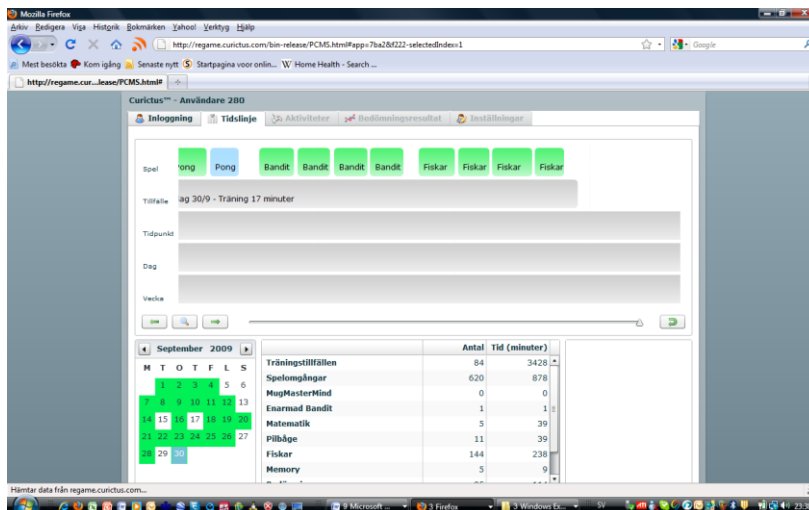 Mozilla Firefox
Arkiv Redigera Visa Historik Bokmärken Yahoo! Verktyg Hjälp
http://regame.curictus.com/bin-release/PCMS.html#app=7ba2&f222-selectedIndex=1
Google
Mest besökta Kom igång Senaste nytt Startpagina voor onlin... W Home Health - Search ...
http://regame.cur...lease/PCMS.html#
Curictus™ - Användare 280
Inloggning Tidslinje Aktiviteter Bedömningsresultat Inställningar
Spel ong Pong Bandit Bandit Bandit Bandit Fiskar Fiskar Fiskar Fiskar
Tillfälle ag 30/9 - Träning 17 minuter
Tidpunkt
Dag
Vecka
September 2009
M T O T F L S
1 2 3 4 5 6
7 8 9 10 11 12 13
14 15 16 17 18 19 20
21 22 23 24 25 26 27
28 29 30
Antal Tid (minuter)
Träningstillfällen 84 3428
Spelomgångar 620 878
MugMasterMind 0 0
Enarmad Bandit 1 1
Matematik 5 39
Pilbåge 11 39
Fiskar 144 238
Memory 5 9
Hämtar data från regame.curictus.com...
9 Microsoft ... 3 Firefox 3 Windows Ex... SV